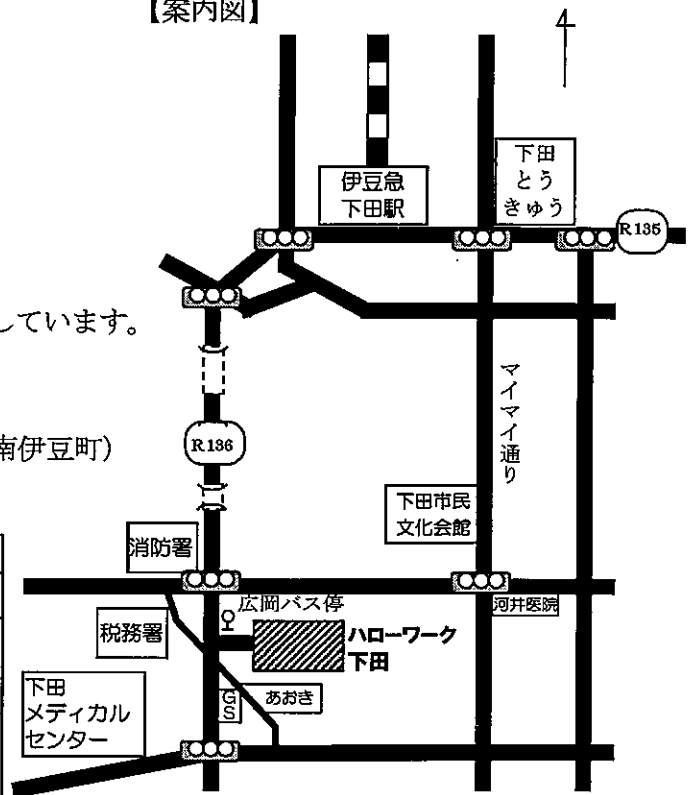 【案内図】
4
下田
とう
きゅう
伊豆急
下田駅
R135
しています。
マイマイ通り
南伊豆町）
R136
下田市民
文化会館
消防署
広岡バス停
河井医院
税務署
ハローワーク
下田
下田
メディカル
センター
GS
あおき